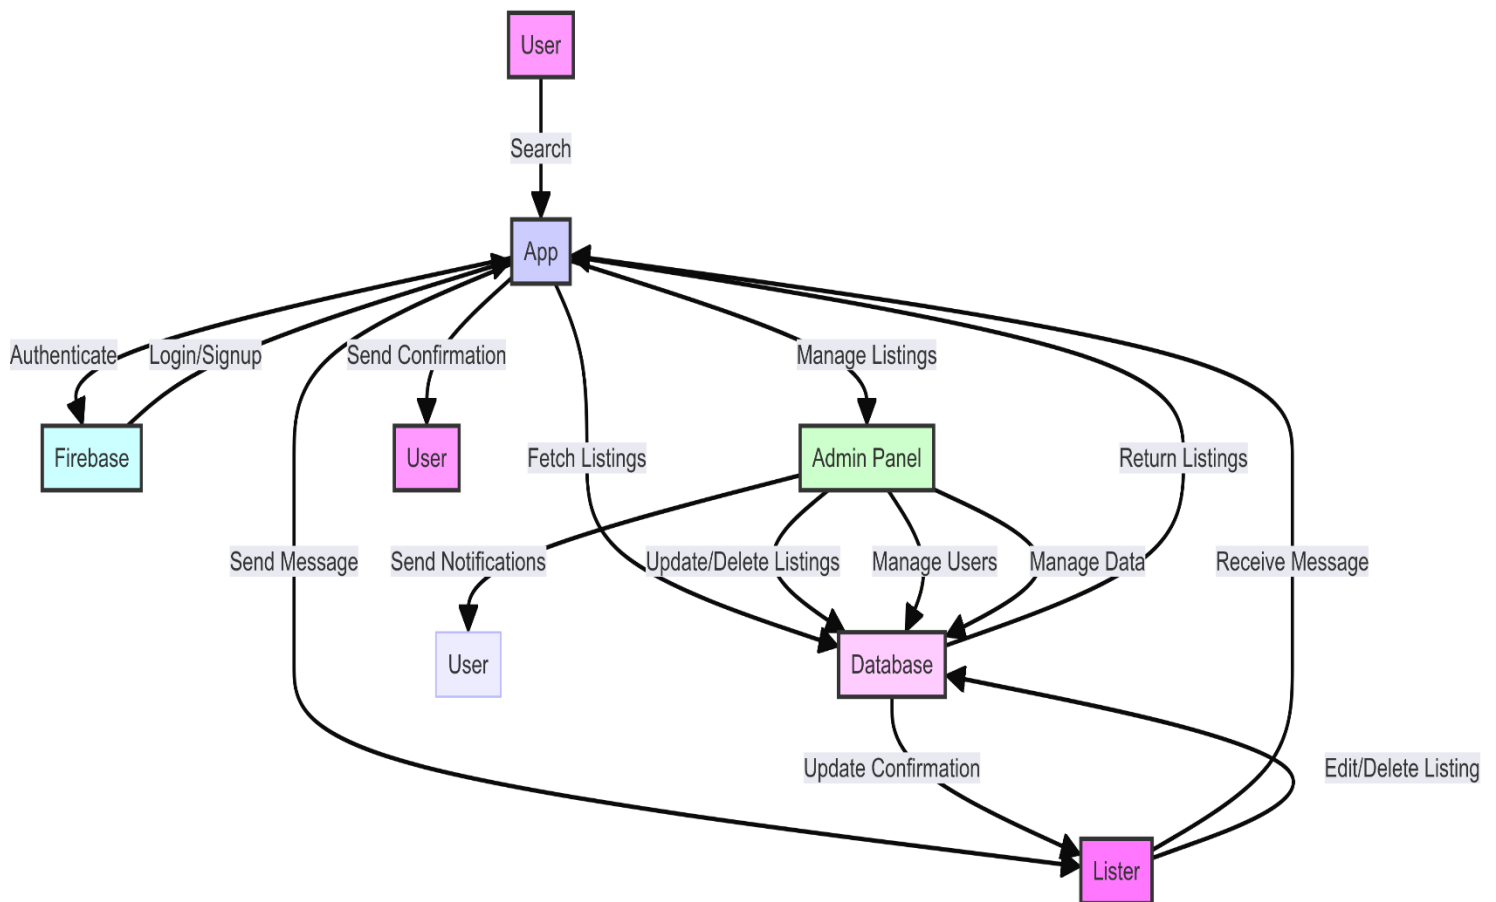 User
Search
App
Authenticate
Login/Signup
Send Confirmation
Manage Listings
Firebase
User
Fetch Listings
Admin Panel
Return Listings
Send Message
Send Notifications
Update/Delete Listings
Manage Users
Manage Data
Receive Message
User
Database
Update Confirmation
Edit/Delete Listing
Lister